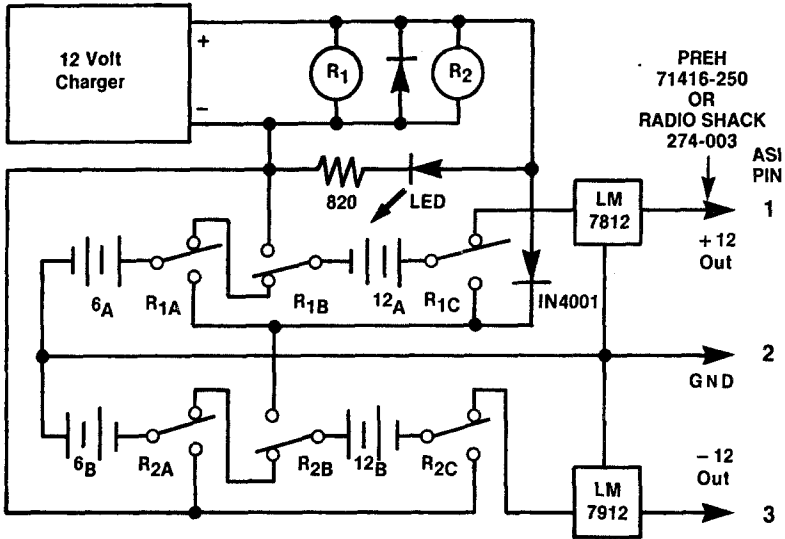 12 Volt
Charger
+
−
R1
R2
PREH
71416-250
OR
RADIO SHACK
274-003
ASI
PIN
820
LED
LM
7812
1
+12
Out
6A
R1A
R1B
12A
R1C
IN4001
2
GND
6B
R2A
R2B
12B
R2C
LM
7912
−12
Out
3